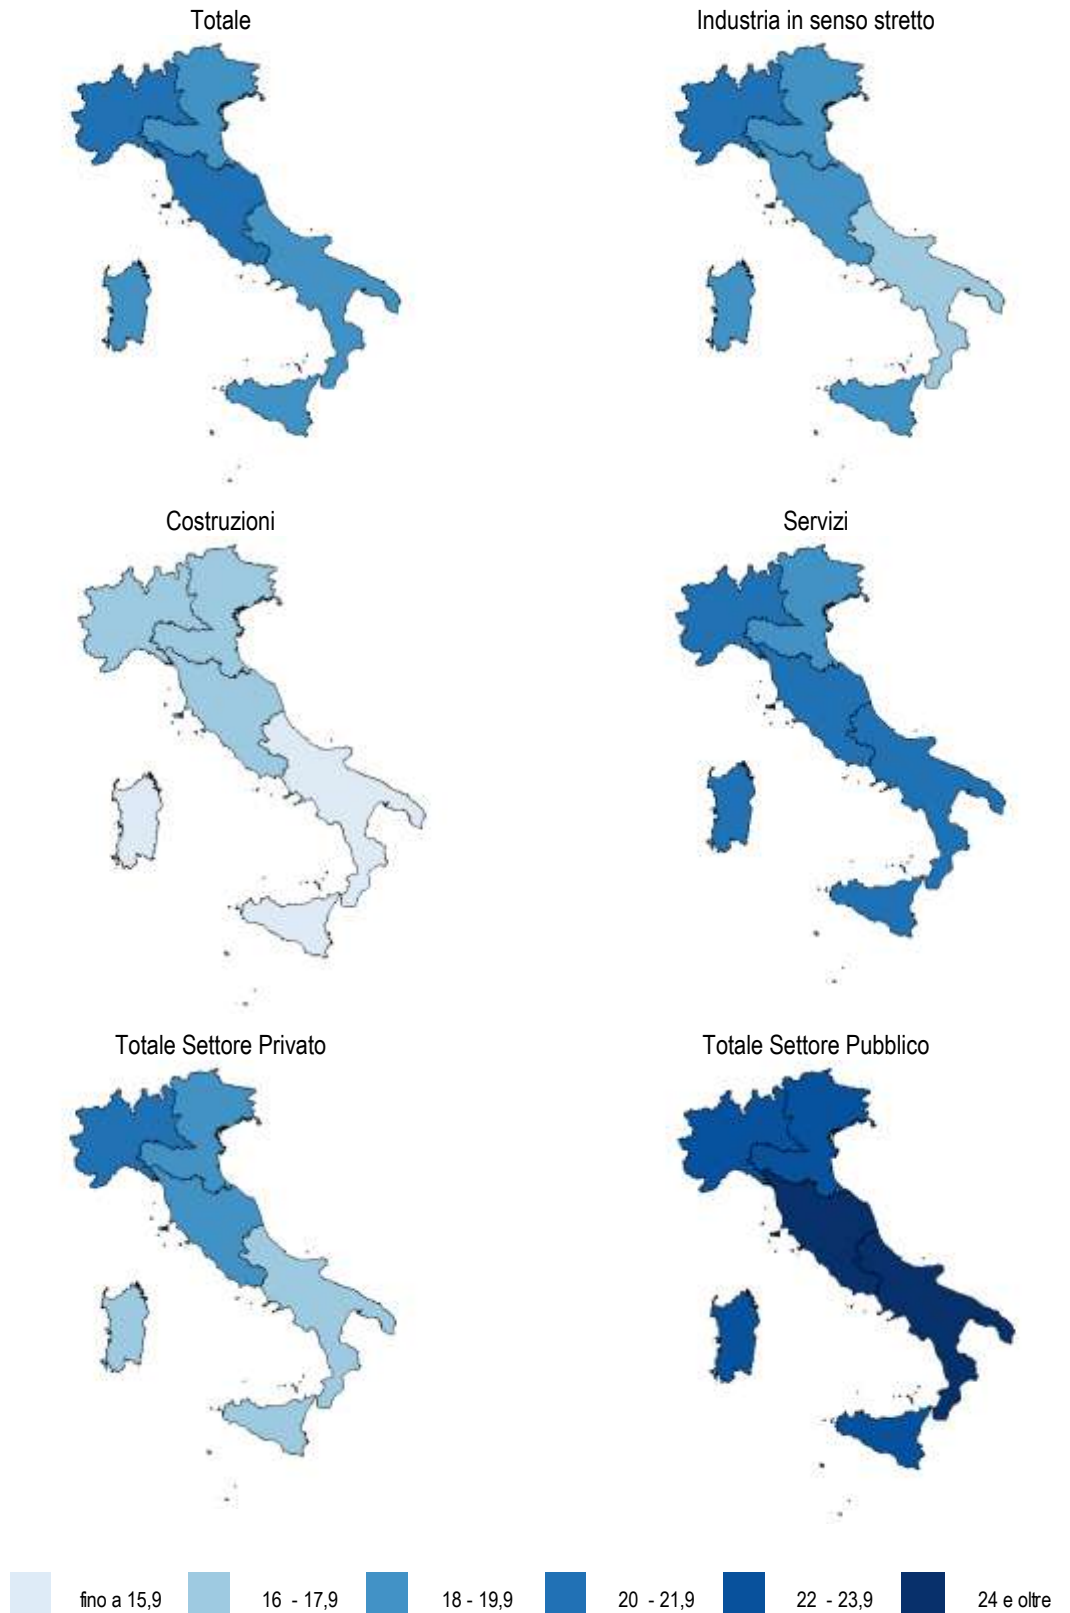 Totale
Industria in senso stretto
Costruzioni
Servizi
Totale Settore Privato
Totale Settore Pubblico
fino a 15,9
16 - 17,9
18 - 19,9
20 - 21,9
22 - 23,9
24 e oltre